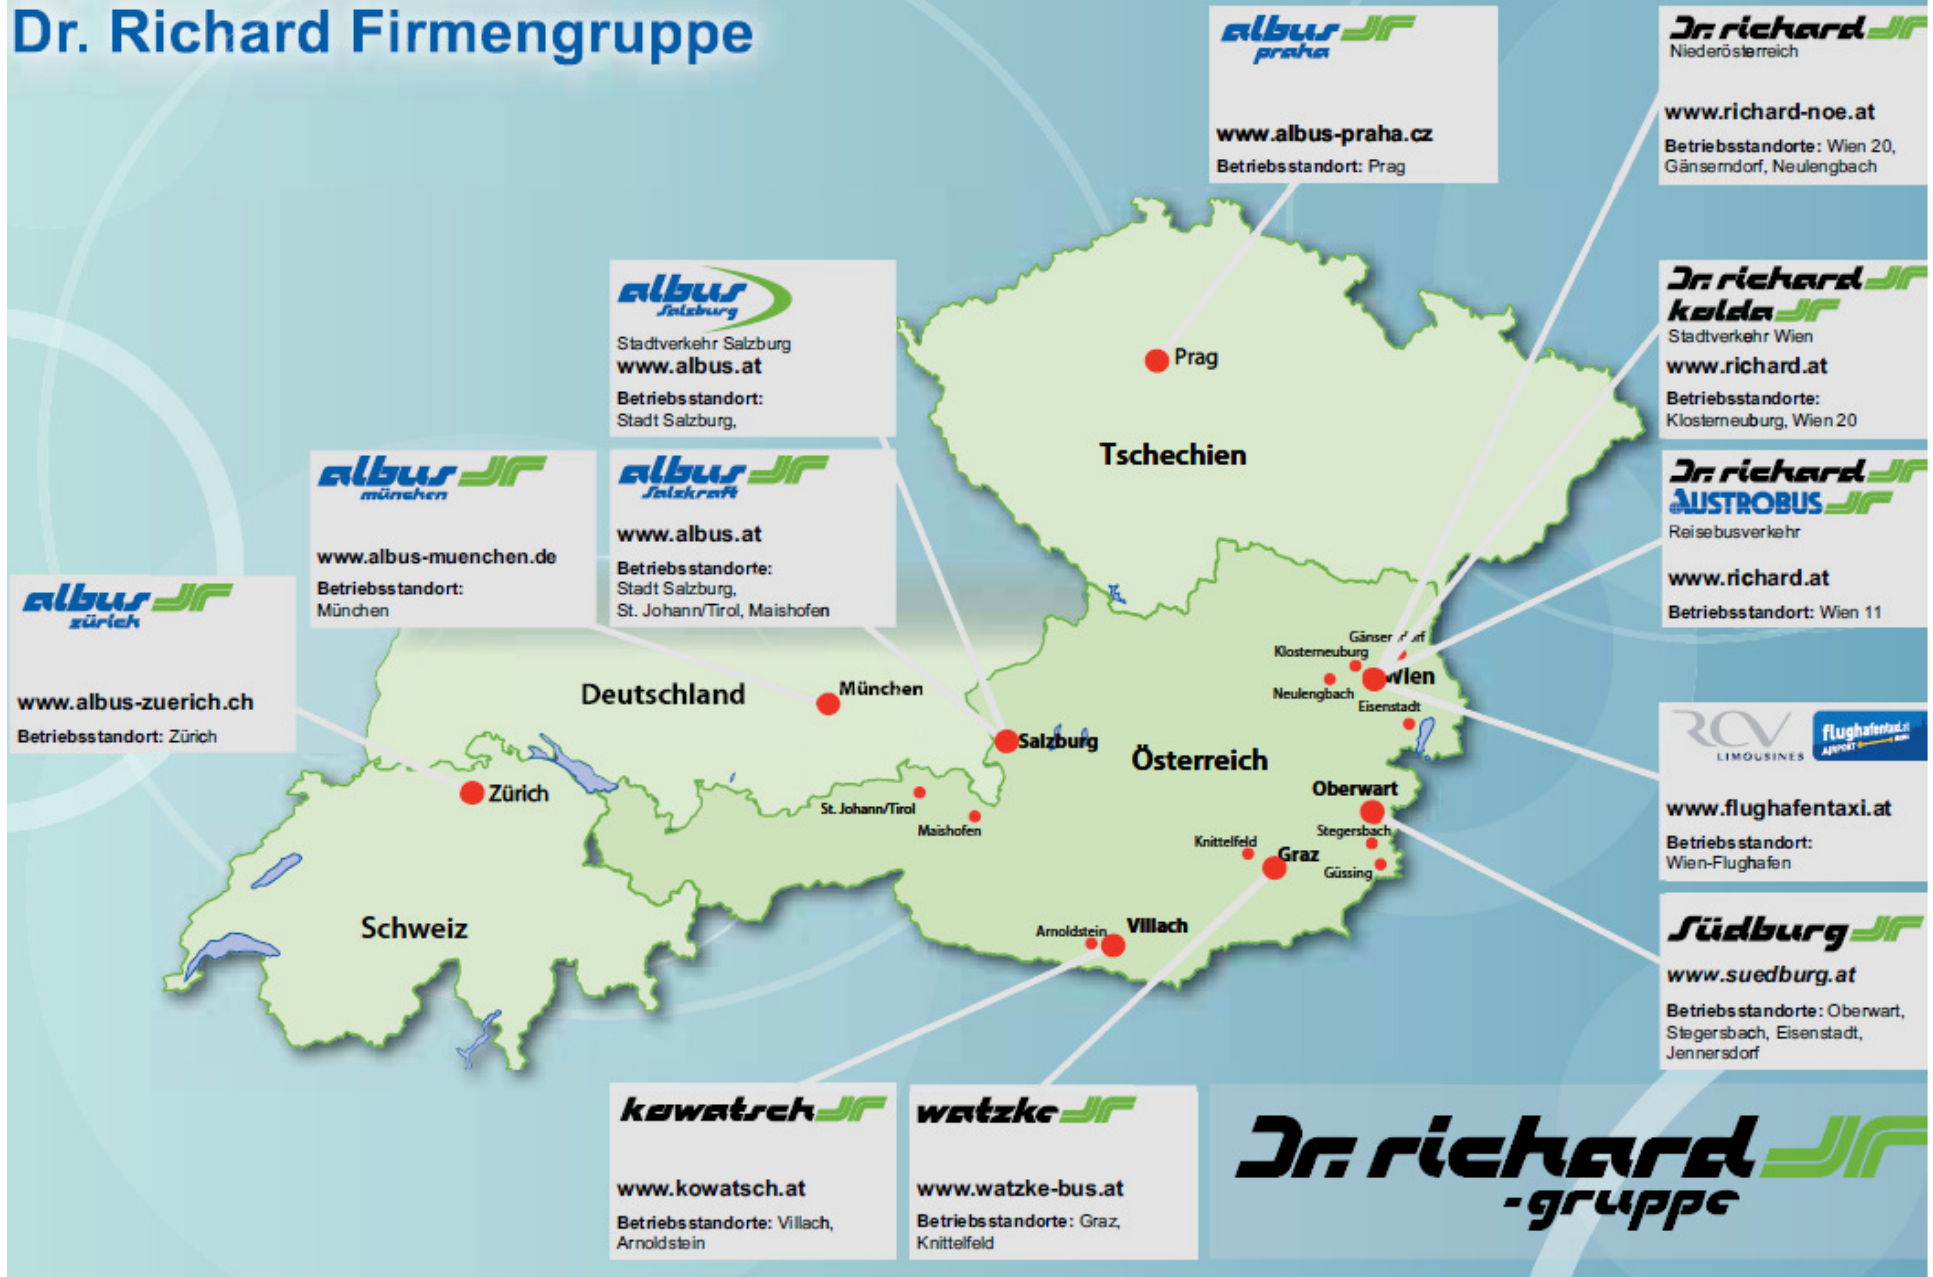 Dr. Richard Firmengruppe
albus
praha
www.albus-praha.cz
Betriebsstandort: Prag
Dr. richard
Niederösterreich
www.richard-noe.at
Betriebsstandorte: Wien 20,
Gänserndorf, Neulengbach
albus
Salzburg
Stadtverkehr Salzburg
www.albus.at
Betriebsstandort:
Stadt Salzburg,
Dr. richard
kolda
Stadtverkehr Wien
www.richard.at
Betriebsstandorte:
Klosterneuburg, Wien 20
albus
münchen
www.albus-muenchen.de
Betriebsstandort:
München
albus
Salzkraft
www.albus.at
Betriebsstandorte:
Stadt Salzburg,
St. Johann/Tirol, Maishofen
Dr. richard
AUSTROBUS
Reisebusverkehr
www.richard.at
Betriebsstandort: Wien 11
albus
zürich
www.albus-zuerich.ch
Betriebsstandort: Zürich
Prag
Tschechien
Klosterneuburg
Wien
Neulengbach
Eisenstadt
Deutschland
München
Salzburg
Österreich
Zürich
St. Johann/Tirol
Maishofen
Oberwart
Stegersbach
Knittelfeld
Graz
Güssing
Schweiz
Arnoldstein
Villach
RCV
LIMOUSINES
flughafentaxi.at
AIRPORT
www.flughafentaxi.at
Betriebsstandort:
Wien-Flughafen
Südburg
www.suedburg.at
Betriebsstandorte: Oberwart,
Stegersbach, Eisenstadt,
Jennersdorf
kowatsch
www.kowatsch.at
Betriebsstandorte: Villach,
Arnoldstein
watzke
www.watzke-bus.at
Betriebsstandorte: Graz,
Knittelfeld
Dr. richard
-gruppe